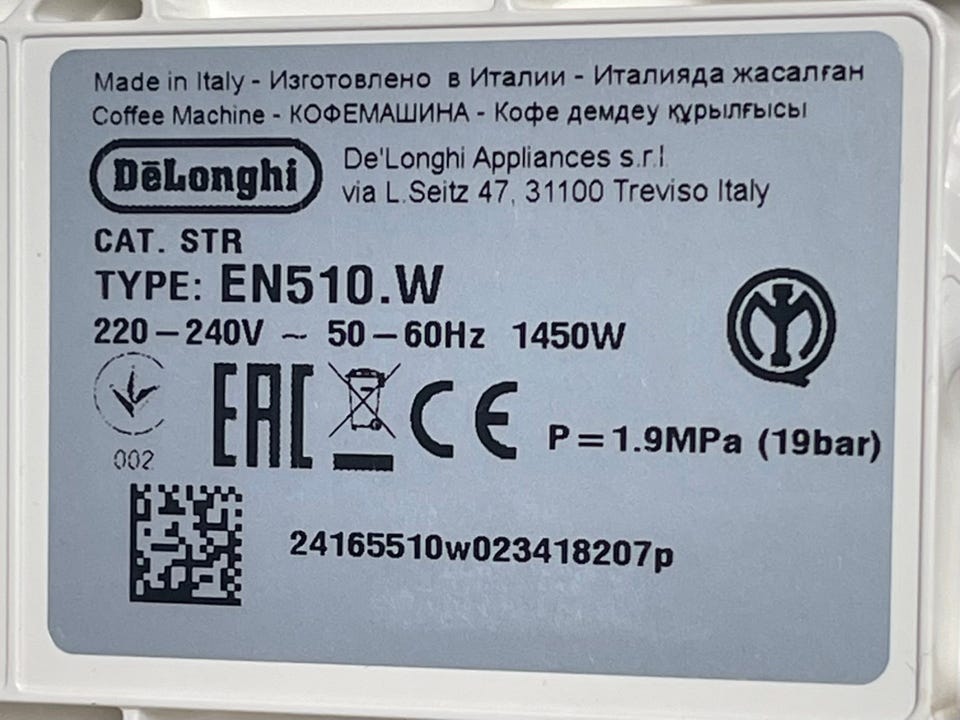 Made in Italy - Изготовлено в Италии - Италияда жасалған
Coffee Machine - КОФЕМАШИНА - Кофе демдеу құрылғысы
DeLonghi
De'Longhi Appliances s.r.l.
via L.Seitz 47, 31100 Treviso Italy
CAT. STR
TYPE: EN510.W
220-240V ~ 50-60Hz 1450W
002
EAC
CE
P=1.9MPa (19bar)
24165510w023418207p